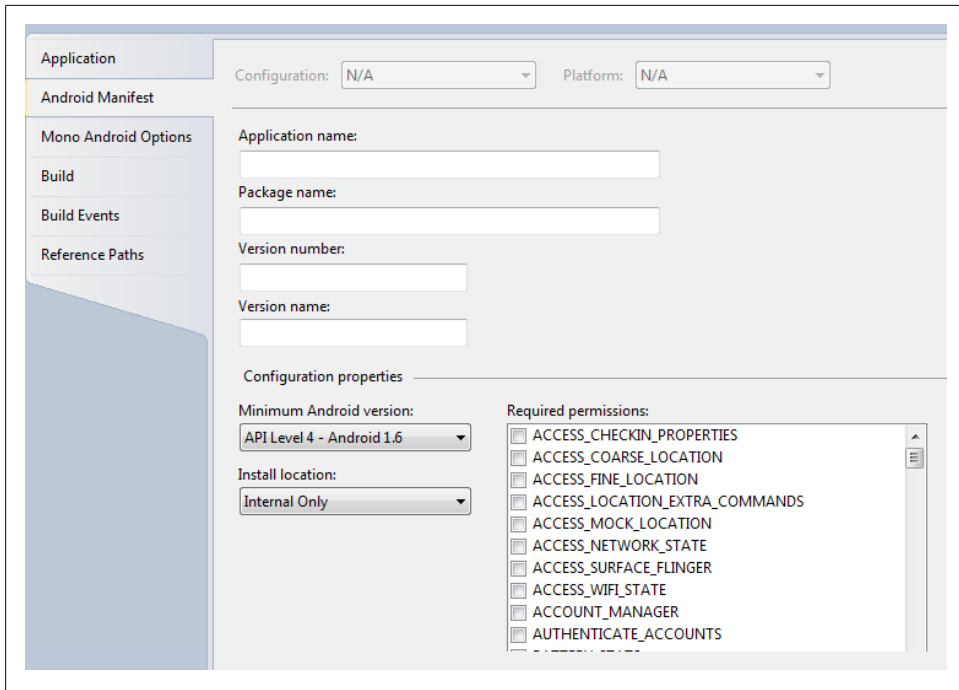 Application
Android Manifest
Mono Android Options
Build
Build Events
Reference Paths
Configuration: N/A Platform: N/A
Application name:
Package name:
Version number:
Version name:
Configuration properties
Minimum Android version:
API Level 4 - Android 1.6
Install location:
Internal Only
Required permissions:
ACCESS_CHECKIN_PROPERTIES
ACCESS_COARSE_LOCATION
ACCESS_FINE_LOCATION
ACCESS_LOCATION_EXTRA_COMMANDS
ACCESS_MOCK_LOCATION
ACCESS_NETWORK_STATE
ACCESS_SURFACE_FLINGER
ACCESS_WIFI_STATE
ACCOUNT_MANAGER
AUTHENTICATE_ACCOUNTS